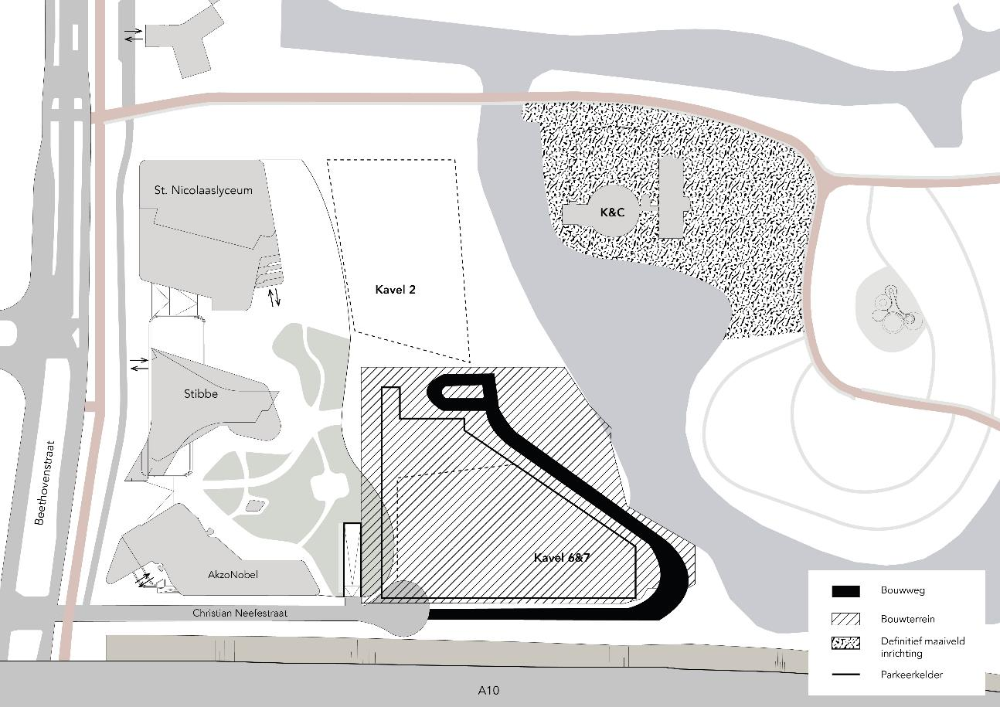 St. Nicolaaslyceum
K&C
Kavel 2
Stibbe
Beethovenstraat
Kavel 6&7
AkzoNobel
Christian Neefestraat
Bouwweg
Bouwterrein
Definitief maaiveld
inrichting
Parkeerkelder
A10